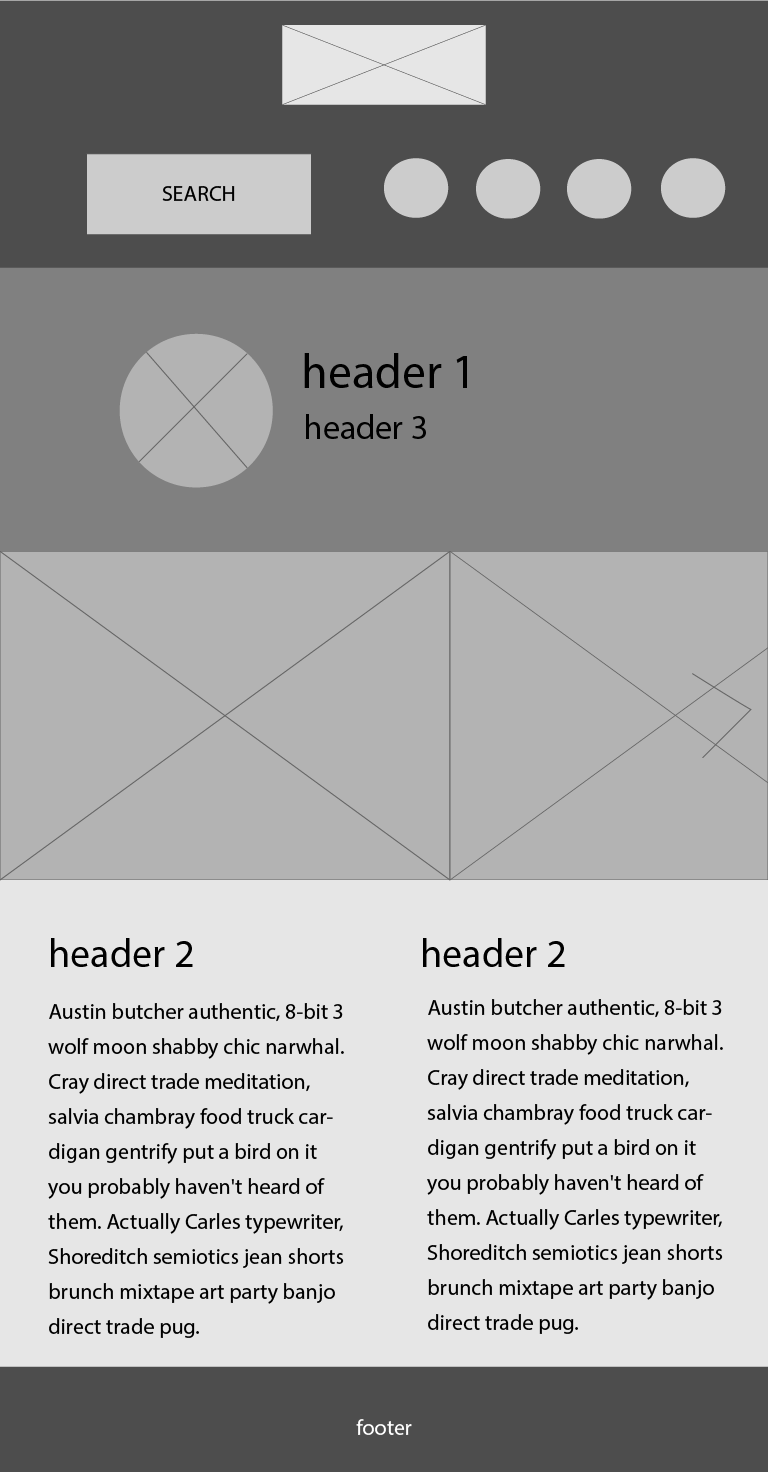 SEARCH
header 1
header 3
header 2
Austin butcher authentic, 8-bit 3
wolf moon shabby chic narwhal.
Cray direct trade meditation,
salvia chambray food truck car-
digan gentrify put a bird on it
you probably haven't heard of
them. Actually Carles typewriter,
Shoreditch semiotics jean shorts
brunch mixtape art party banjo
direct trade pug.
header 2
Austin butcher authentic, 8-bit 3
wolf moon shabby chic narwhal.
Cray direct trade meditation,
salvia chambray food truck car-
digan gentrify put a bird on it
you probably haven't heard of
them. Actually Carles typewriter,
Shoreditch semiotics jean shorts
brunch mixtape art party banjo
direct trade pug.
footer